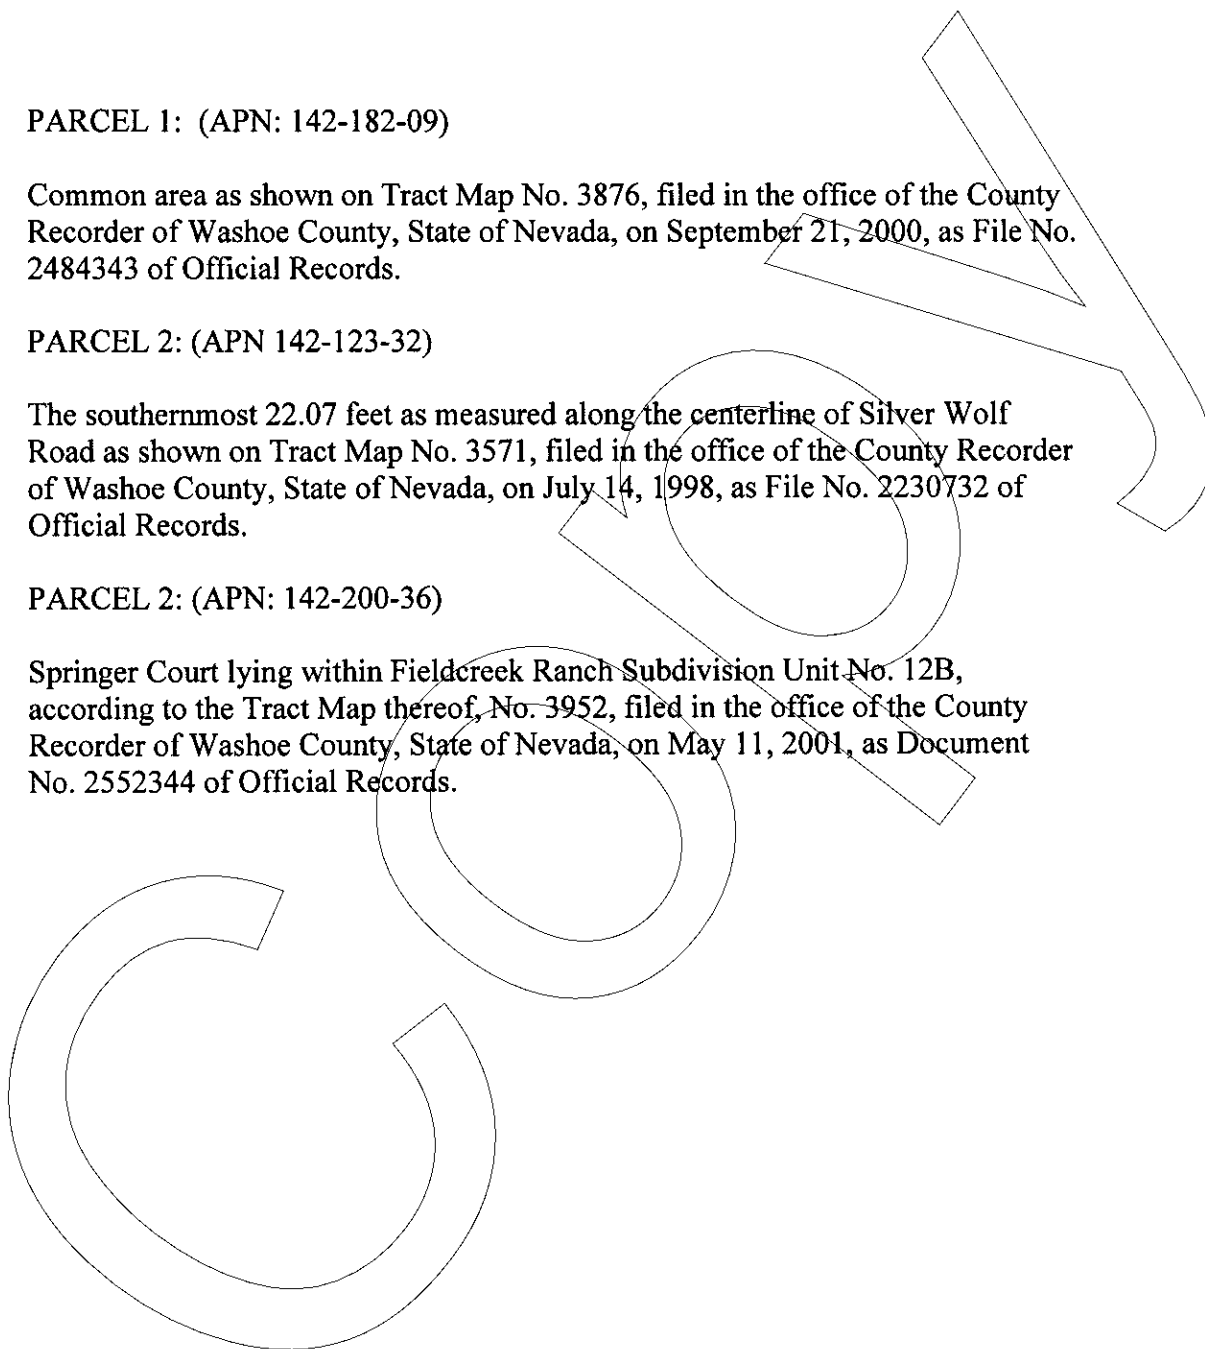 PARCEL 1: (APN: 142-182-09)
Common area as shown on Tract Map No. 3876, filed in the office of the County
Recorder of Washoe County, State of Nevada, on September 21, 2000, as File No.
2484343 of Official Records.
PARCEL 2: (APN 142-123-32)
The southernmost 22.07 feet as measured along the centerline of Silver Wolf
Road as shown on Tract Map No. 3571, filed in the office of the County Recorder
of Washoe County, State of Nevada, on July 14, 1998, as File No. 2230732 of
Official Records.
PARCEL 2: (APN: 142-200-36)
Springer Court lying within Fieldcreek Ranch Subdivision Unit No. 12B,
according to the Tract Map thereof, No. 3952, filed in the office of the County
Recorder of Washoe County, State of Nevada, on May 11, 2001, as Document
No. 2552344 of Official Records.
Copy